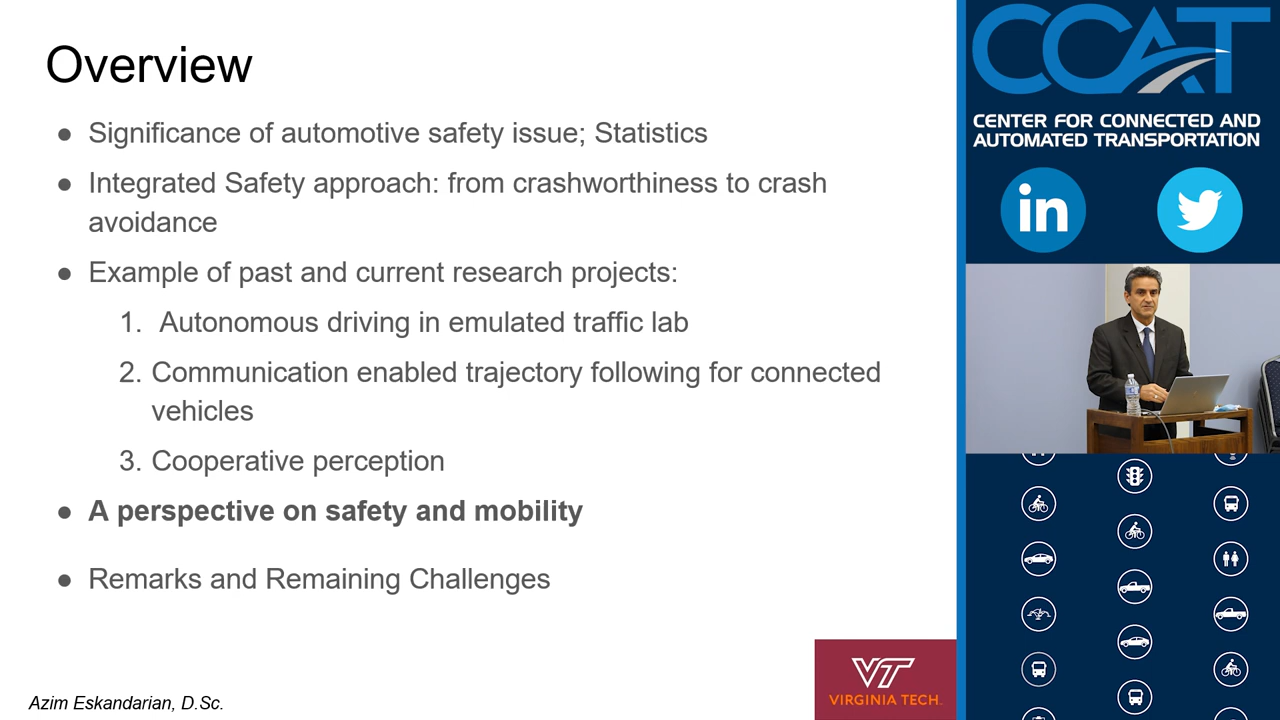 Overview
● Significance of automotive safety issue; Statistics
● Integrated Safety approach: from crashworthiness to crash
avoidance
● Example of past and current research projects:
1. Autonomous driving in emulated traffic lab
2. Communication enabled trajectory following for connected
vehicles
3. Cooperative perception
● A perspective on safety and mobility
● Remarks and Remaining Challenges
Azim Eskandarian, D.Sc.
VT
VIRGINIA TECH.
CCAT
CENTER FOR CONNECTED AND
AUTOMATED TRANSPORTATION
in